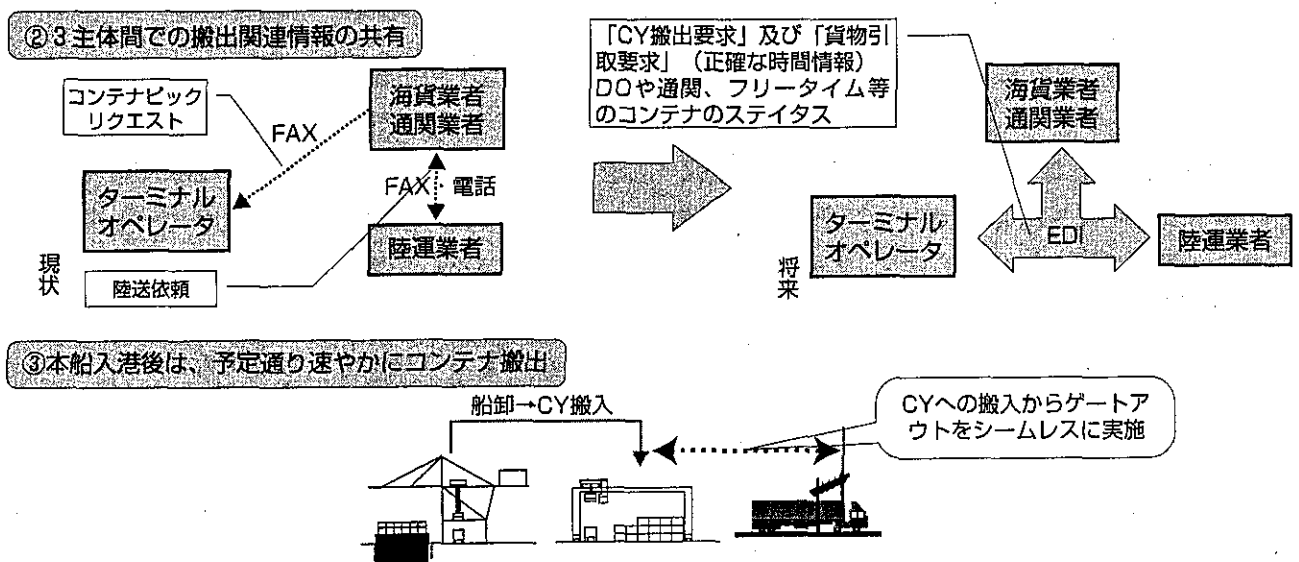 ②3主体間での搬出関連情報の共有
コンテナピック
リクエスト
FAX
海貨業者
通関業者
ターミナル
オペレータ
FAX・電話
陸運業者
現状
陸送依頼
「CY搬出要求」及び「貨物引
取要求」(正確な時間情報)
DOや通関、フリータイム等
のコンテナのステイタス
海貨業者
通関業者
ターミナル
オペレータ
EDI
陸運業者
将来
③本船入港後は、予定通り速やかにコンテナ搬出
船卸→CY搬入
CYへの搬入からゲートア
ウトをシームレスに実施